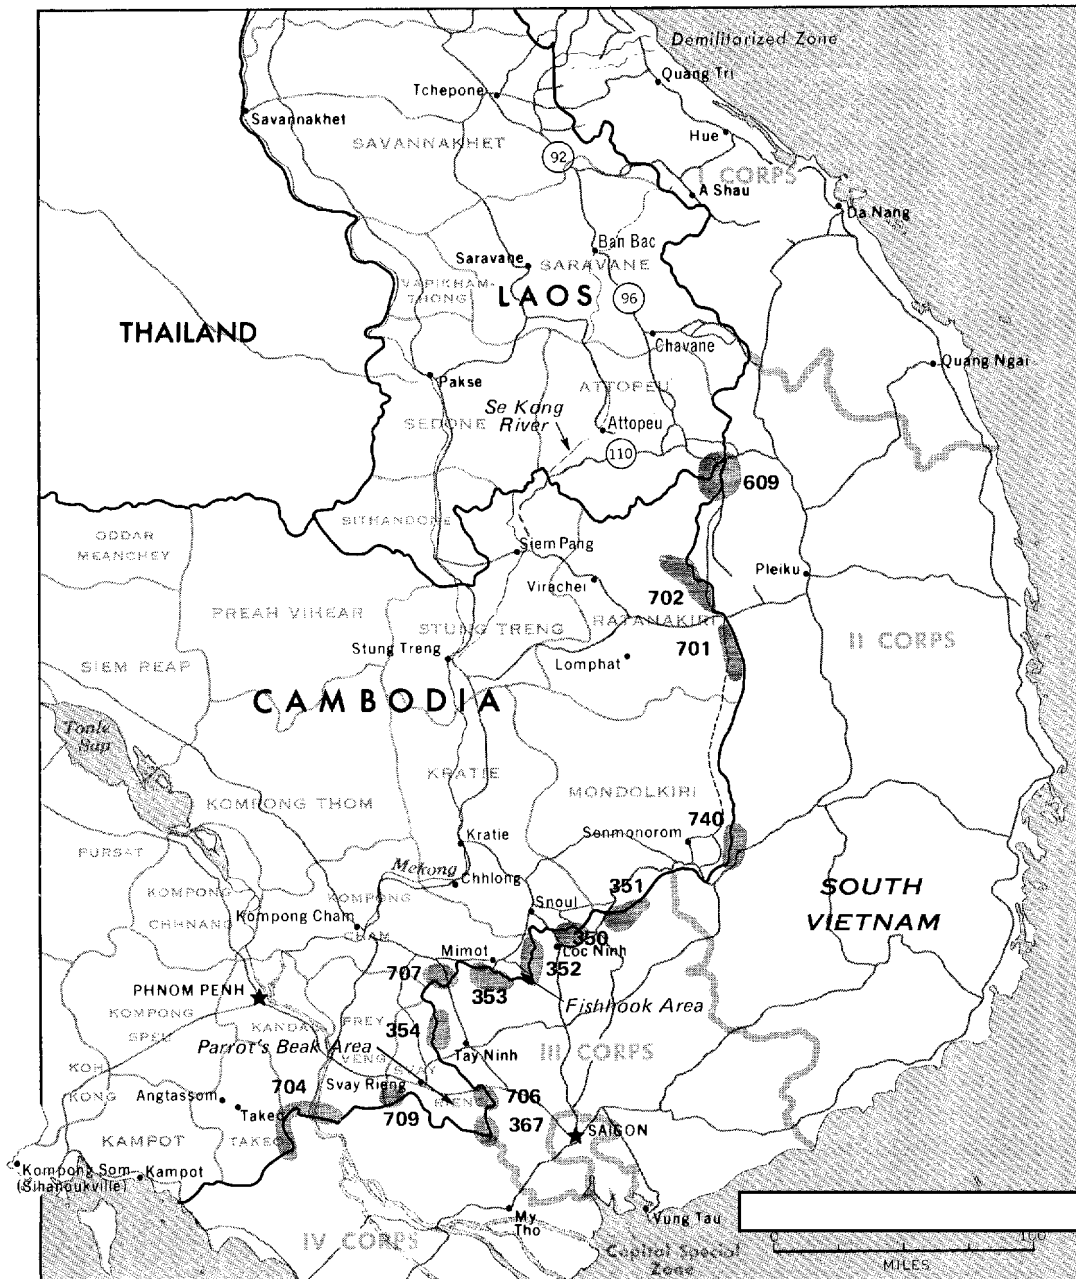 Demilitarized Zone
Quang Tri
Tchepone
Savannakhet
SAVANNAKHET
Hue
92
I CORPS
A Shau
Da Nang
Ban Bac
Saravane
SARAVANE
VAPIKHAM-
THONG
LAOS
96
THAILAND
Chavane
Quang Ngai
Pakse
ATTOPEU
Se Kong
River
SEDONE
Attopeu
110
609
SITHANDONE
ODDAR
MEANCHEY
Siem Pang
Pleiku
Virachei
702
PREAH VIHEAR
RATANAKIRI
STUNG TRENG
701
II CORPS
Stung Treng
Lomphat
SIEM REAP
CAMBODIA
Tonle
Sap
KRATIE
MONDOLKIRI
KOMPONG THOM
740
Kratie
Senmonorom
PURSAT
Mekong
Chhlong
351
SOUTH
VIETNAM
KOMPONG
CHHNANG
KOMPONG
CHAM
Snoul
Kompong Cham
350
Loc Ninh
Mimot
352
707
353
PHNOM PENH
Fishhook Area
KOMPONG
SPEU
KANDAL
PREY
VENG
354
Parrot's Beak Area
Tay Ninh
III CORPS
KOH
KONG
SVAY
RIENG
704
Svay Rieng
Angtassom
706
Takeo
709
367
SAIGON
KAMPOT
TAKEO
Kompong Som
(Sihanoukville)
Kampot
My
Tho
Vung Tau
IV CORPS
Capital Special
Zone
0
100
MILES